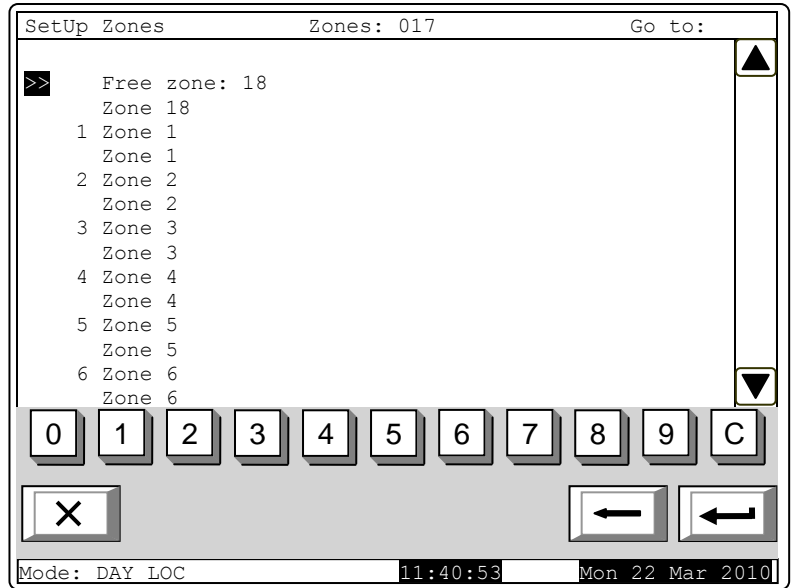 SetUp Zones Zones: 017 Go to:
>> Free zone: 18
Zone 18
1 Zone 1
Zone 1
2 Zone 2
Zone 2
3 Zone 3
Zone 3
4 Zone 4
Zone 4
5 Zone 5
Zone 5
6 Zone 6
Zone 6
0 1 2 3 4 5 6 7 8 9 C
Mode: DAY LOC 11:40:53 Mon 22 Mar 2010